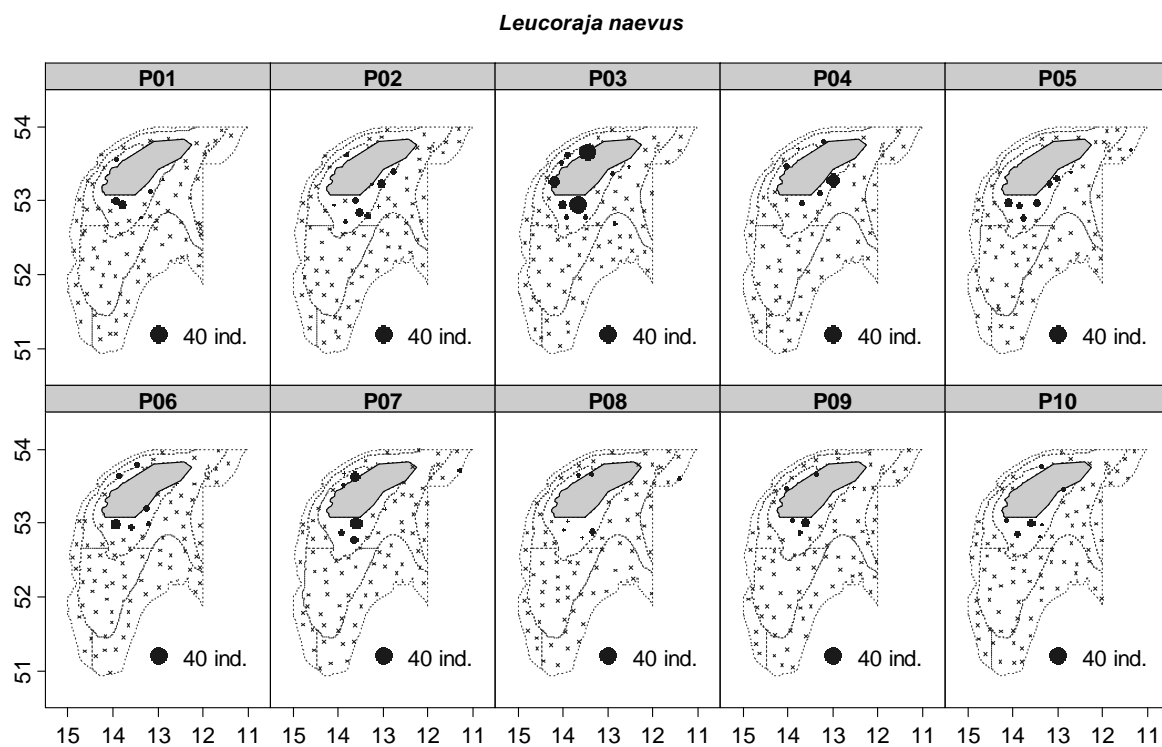 Leucoraja naevus
P01 P02 P03 P04 P05
54
53
52
51
40 ind. 40 ind. 40 ind. 40 ind. 40 ind.
P06 P07 P08 P09 P10
54
53
52
51
40 ind. 40 ind. 40 ind. 40 ind. 40 ind.
15 14 13 12 11 15 14 13 12 11 15 14 13 12 11 15 14 13 12 11 15 14 13 12 11